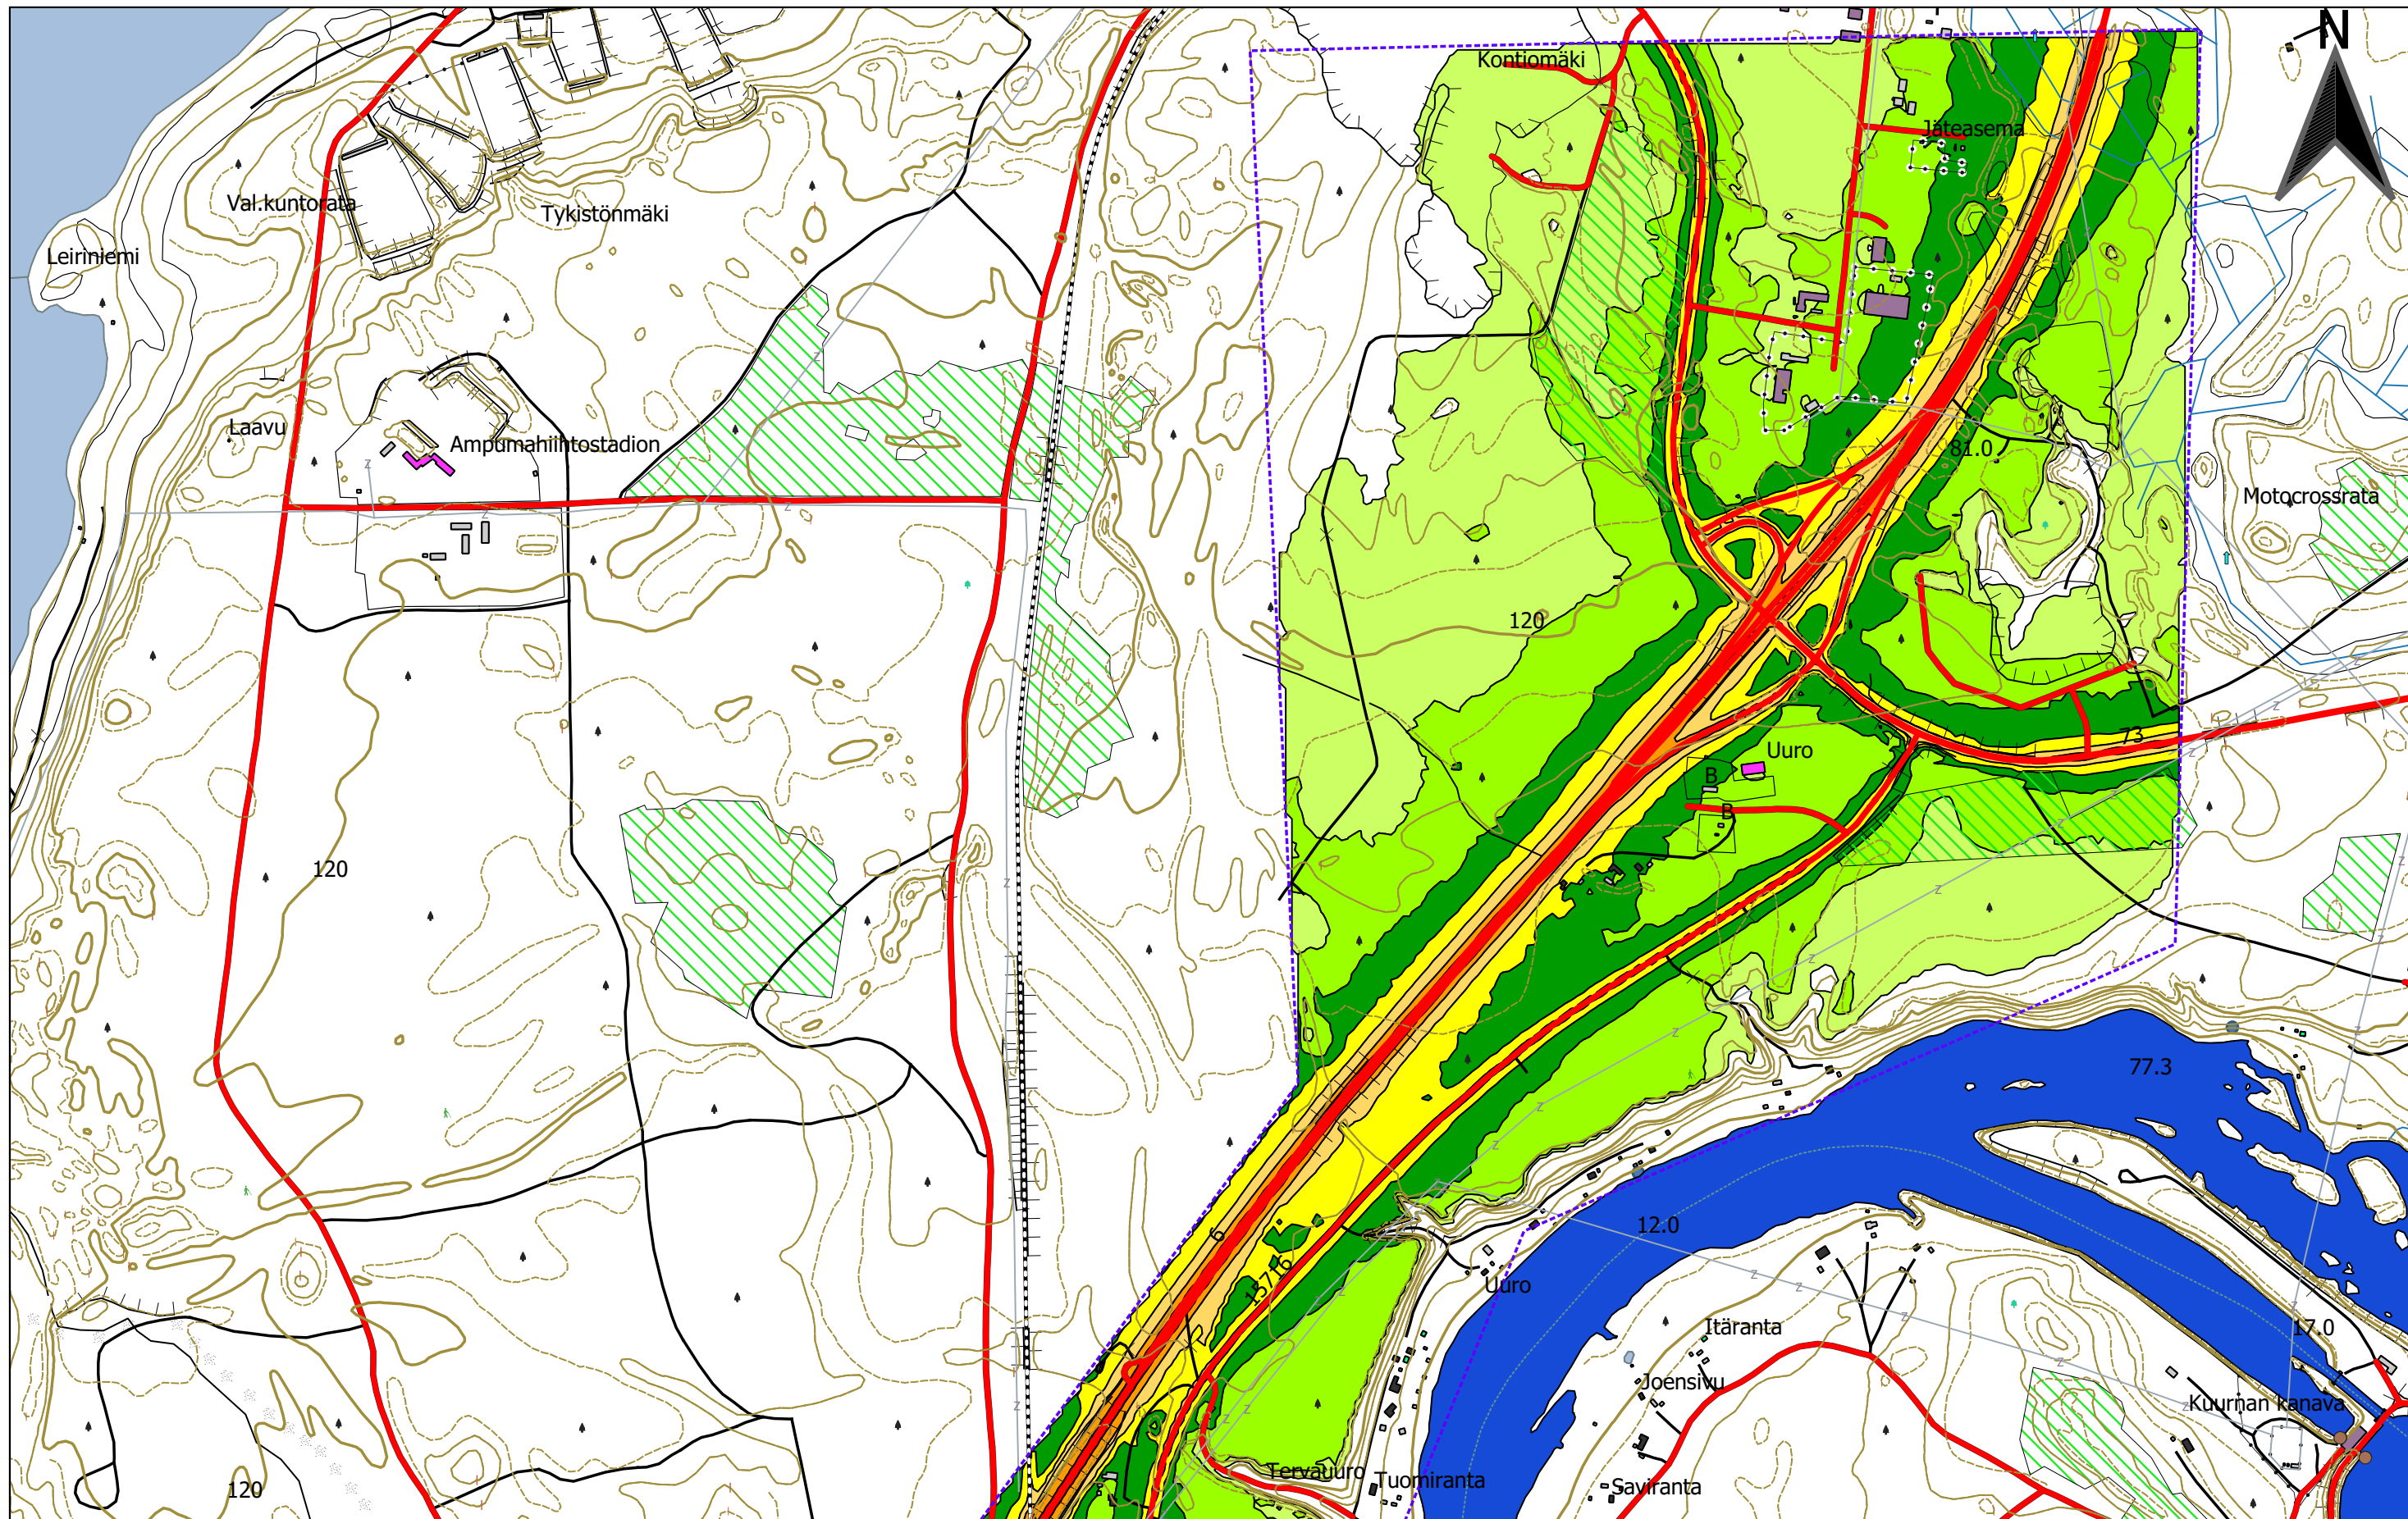 N
Kontiomäki
Jäteasema
Val.kuntorata
Tykistönmäki
Leiriniemi
Laavu
Ampumahiihtostadion
81.0
Motocrossrata
120
73
Uuro
B
B
120
77.3
12.0
6
15716
Uuro
Itäranta
17.0
Joensivu
Kuurnan kanava
Tervauuro
Tuomiranta
Saviranta
120